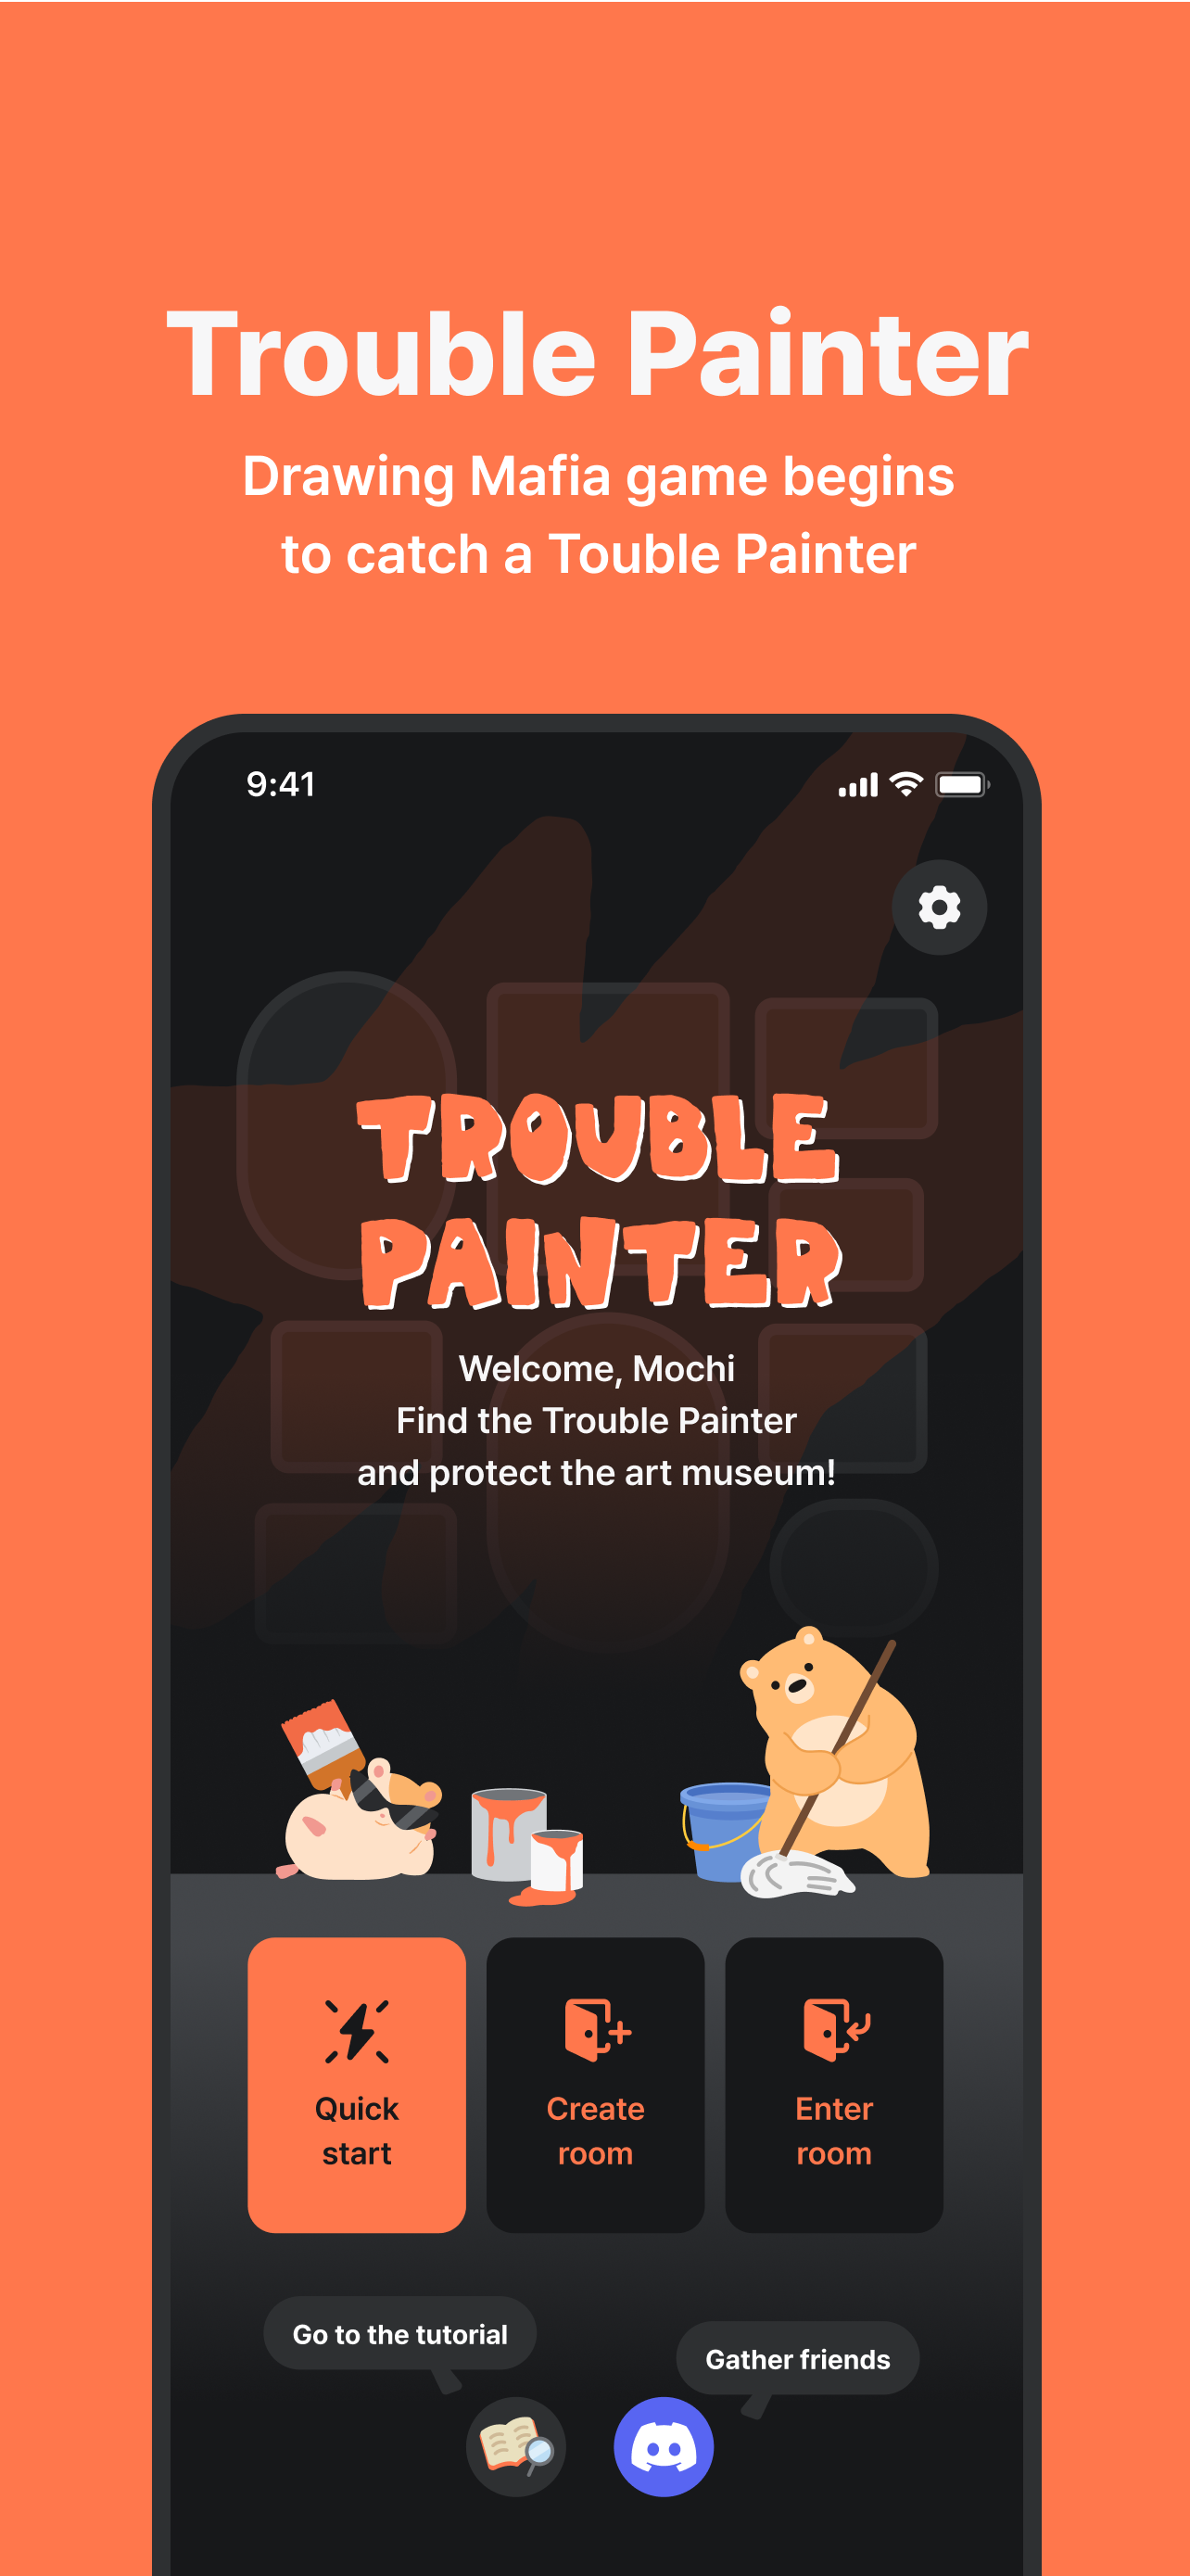 Trouble Painter
Drawing Mafia game begins
to catch a Touble Painter
9:41
TROUBLE
PAINTER
Welcome, Mochi
Find the Trouble Painter
and protect the art museum!
Quick
start
Create
room
Enter
room
Go to the tutorial
Gather friends